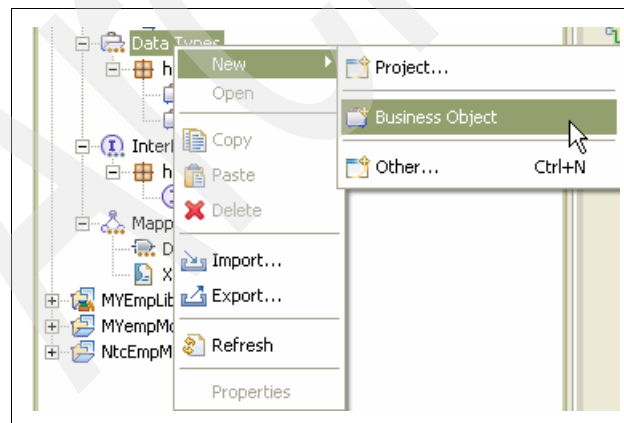 Data Types
New
Project...
h
Open
Business Object
Copy
Interf
h
Paste
Other... Ctrl+N
Delete
Mapp
D
Import...
X
MYEmpLib
Export...
MYempMo
Refresh
NtcEmpM
Properties